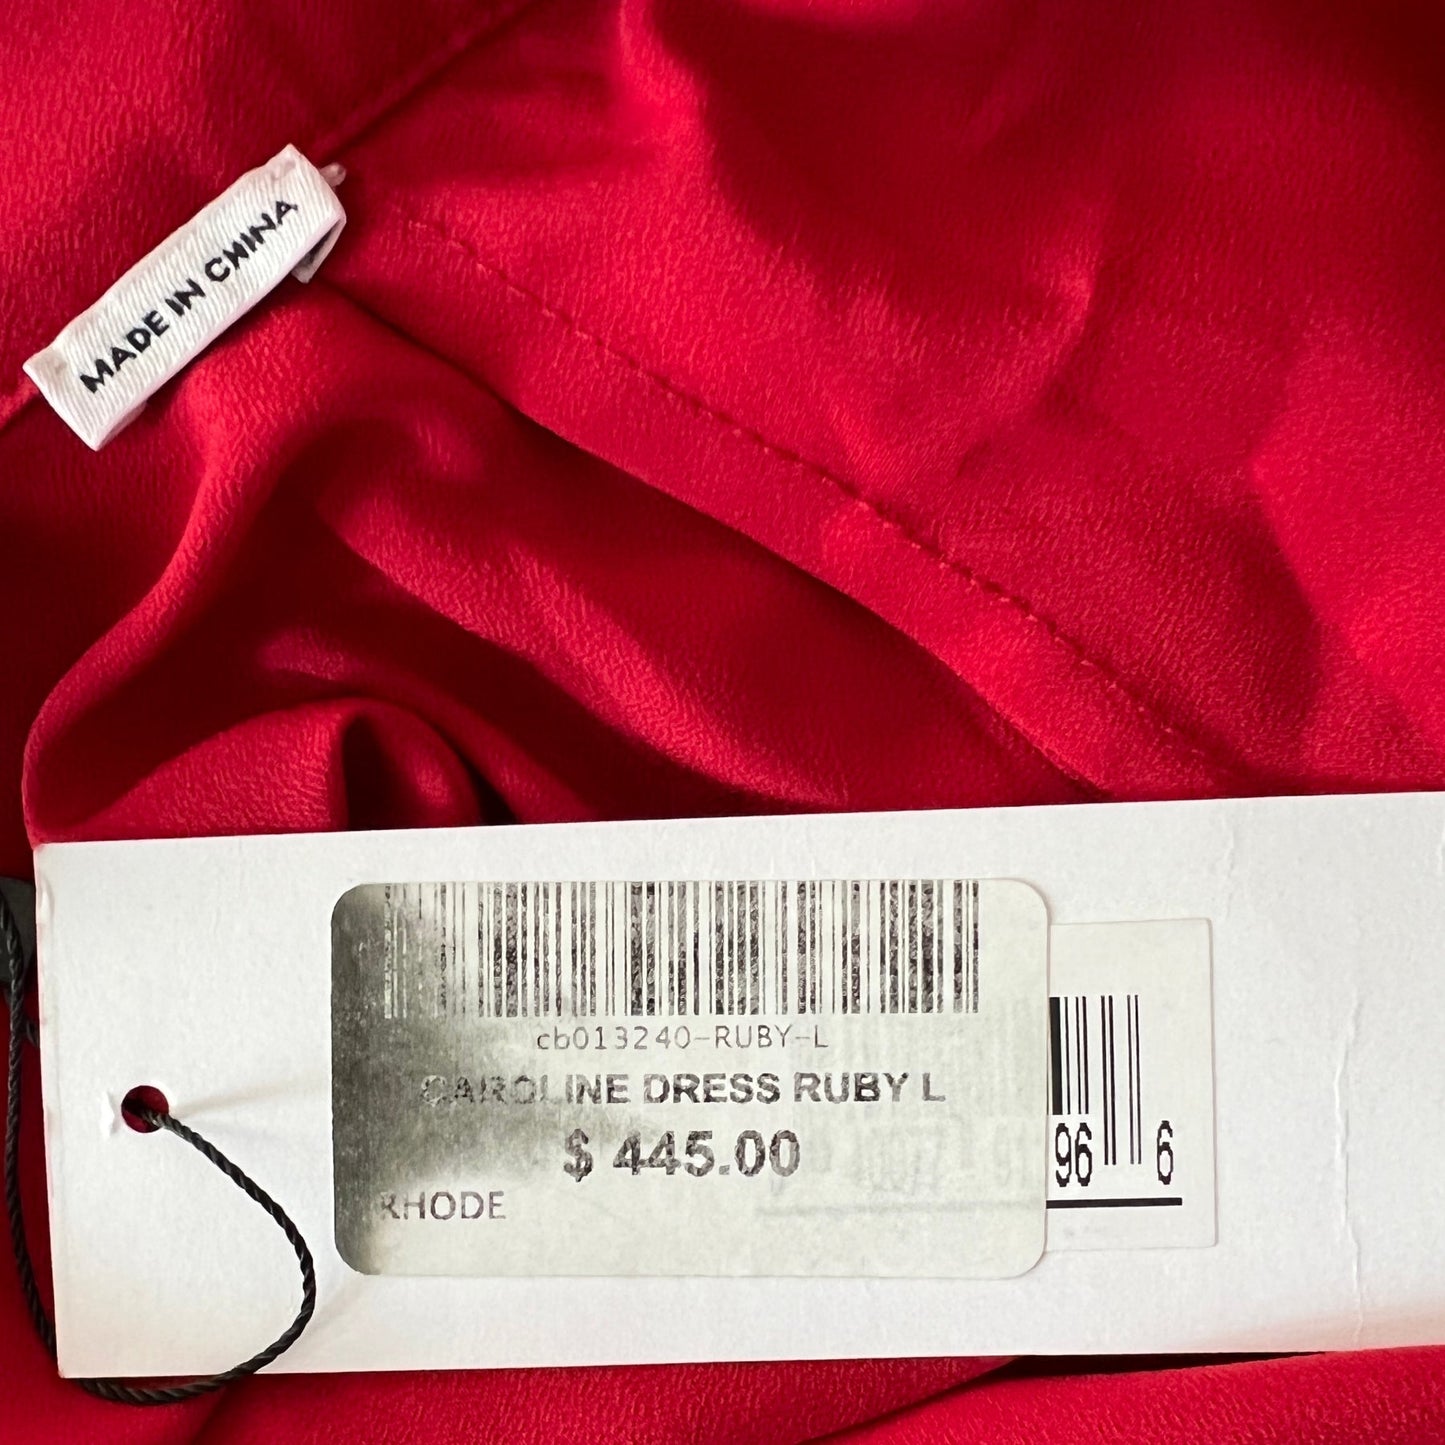 MADE IN CHINA
cb013240-RUBY-L
CAROLINE DRESS RUBY L
$ 445.00
RHODE
96 6